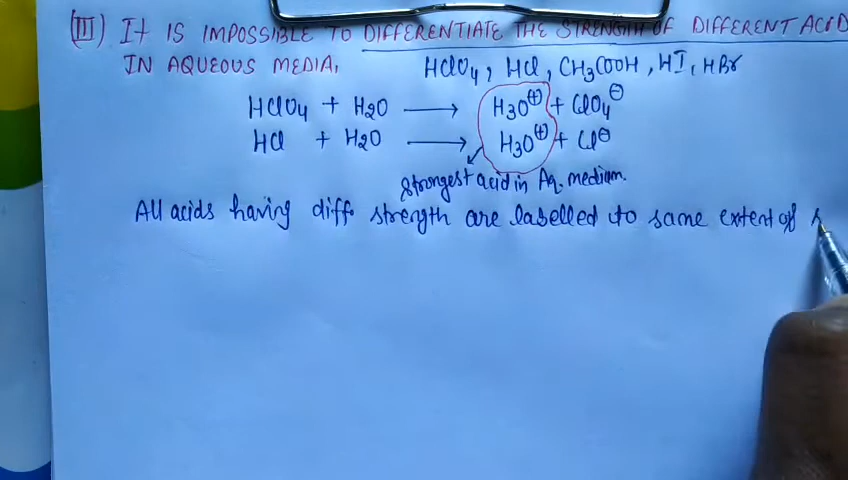 (III) It IS IMPOSSIBLE TO DIFFERENTIATE THE STRENGTH OF DIFFERENT ACID
IN AQUEOUS MEDIA, HClO4, HCl, CH3COOH, HI, HBr
HClO4 + H2O → H3O⊕ + ClO4⊖
HCl + H2O → H3O⊕ + Cl⊖
strongest acid in Aq. medium.
All acids having diff. strength are labelled to same extent of